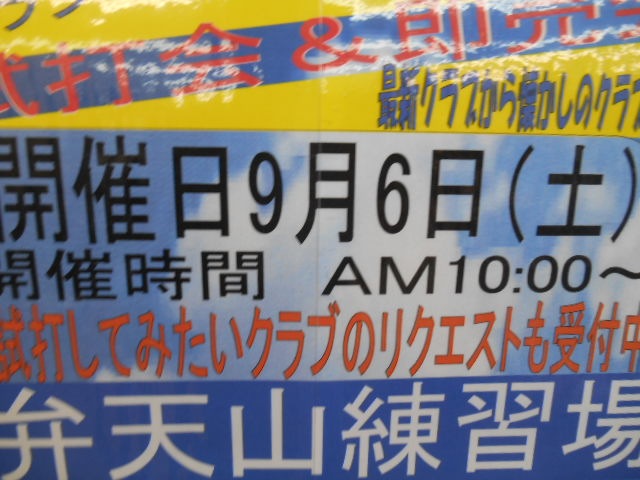 試打会&即売
最新クラブから懐かしのクラブ
開催日9月6日(土)
開催時間 AM10:00～
試打してみたいクラブのリクエストも受付中
弁天山練習場